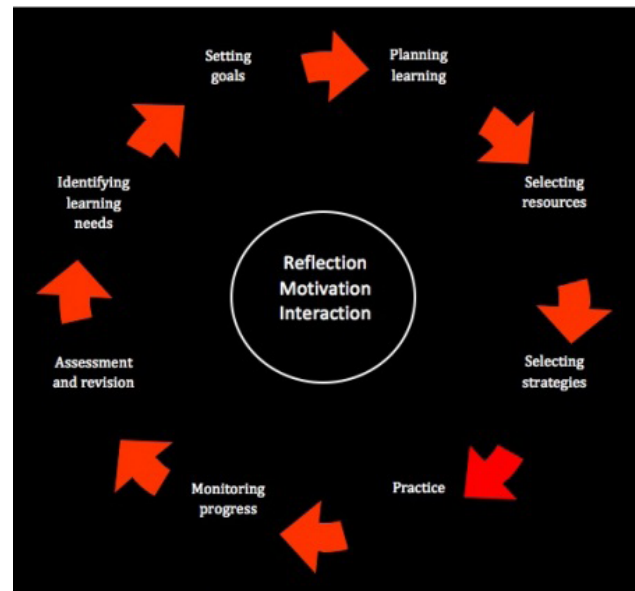 Setting
goals
Planning
learning
Selecting
resources
Selecting
strategies
Practice
Monitoring
progress
Assessment
and revision
Identifying
learning
needs
Reflection
Motivation
Interaction